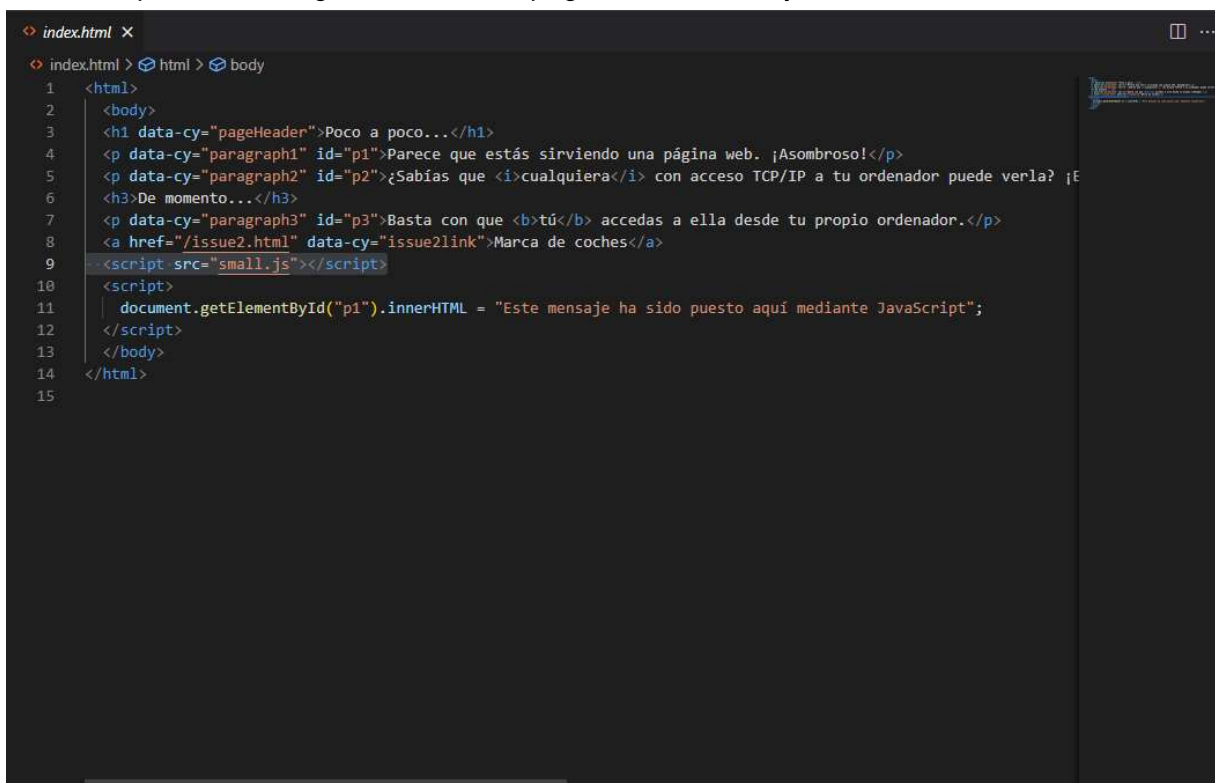 index.html
index.html > html > body
1 <html>
2 <body>
3 <h1 data-cy="pageHeader">Poco a poco...</h1>
4 <p data-cy="paragraph1" id="p1">Parece que estás sirviendo una página web. ¡Asombroso!</p>
5 <p data-cy="paragraph2" id="p2">¿Sabías que <i>cualquiera</i> con acceso TCP/IP a tu ordenador puede verla? ¡E
6 <h3>De momento...</h3>
7 <p data-cy="paragraph3" id="p3">Basta con que <b>tú</b> accedas a ella desde tu propio ordenador.</p>
8 <a href="/issue2.html" data-cy="issue2link">Marca de coches</a>
9 <script src="small.js"></script>
10 <script>
11 document.getElementById("p1").innerHTML = "Este mensaje ha sido puesto aquí mediante JavaScript";
12 </script>
13 </body>
14 </html>
15